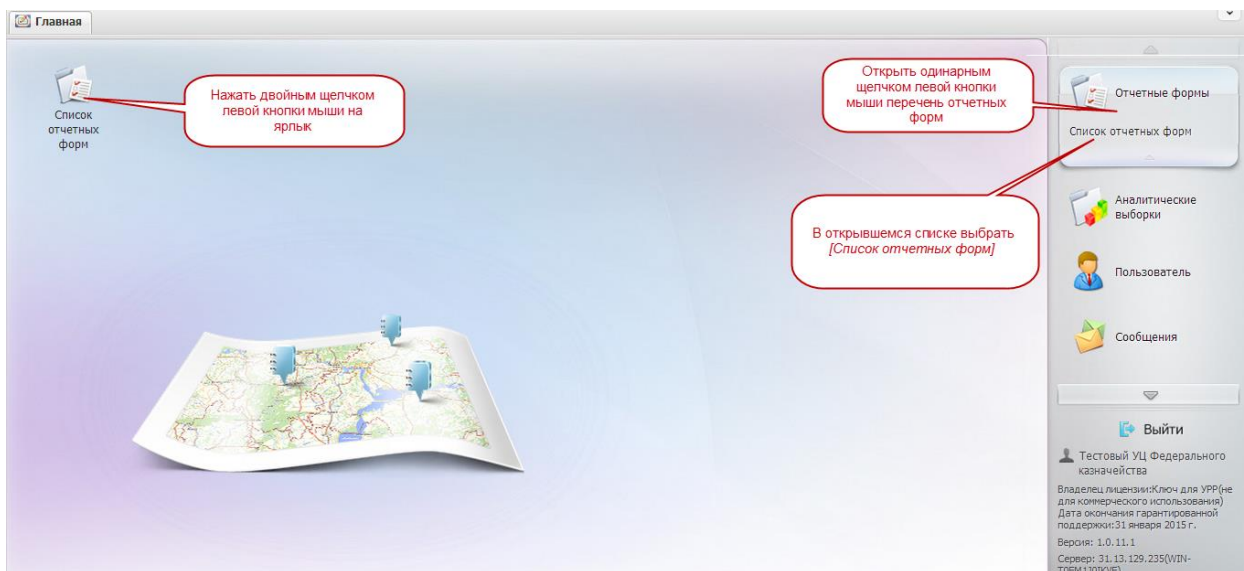 Главная
Список
отчетных
форм
Нажать двойным щелчком
левой кнопки мыши на
ярлык
Открыть одинарным
щелчком левой кнопки
мыши перечень отчетных
форм
Отчетные формы
Список отчетных форм
В открывшемся списке выбрать
[Список отчетных форм]
Аналитические
выборки
Пользователь
Сообщения
Выйти
Тестовый УЦ Федерального
казначейства
Владелец лицензии:Ключ для УРР(не
для коммерческого использования)
Дата окончания гарантированной
поддержки:31 января 2015 г.
Версия: 1.0.11.1
Сервер: 31.13.129.235(WIN-